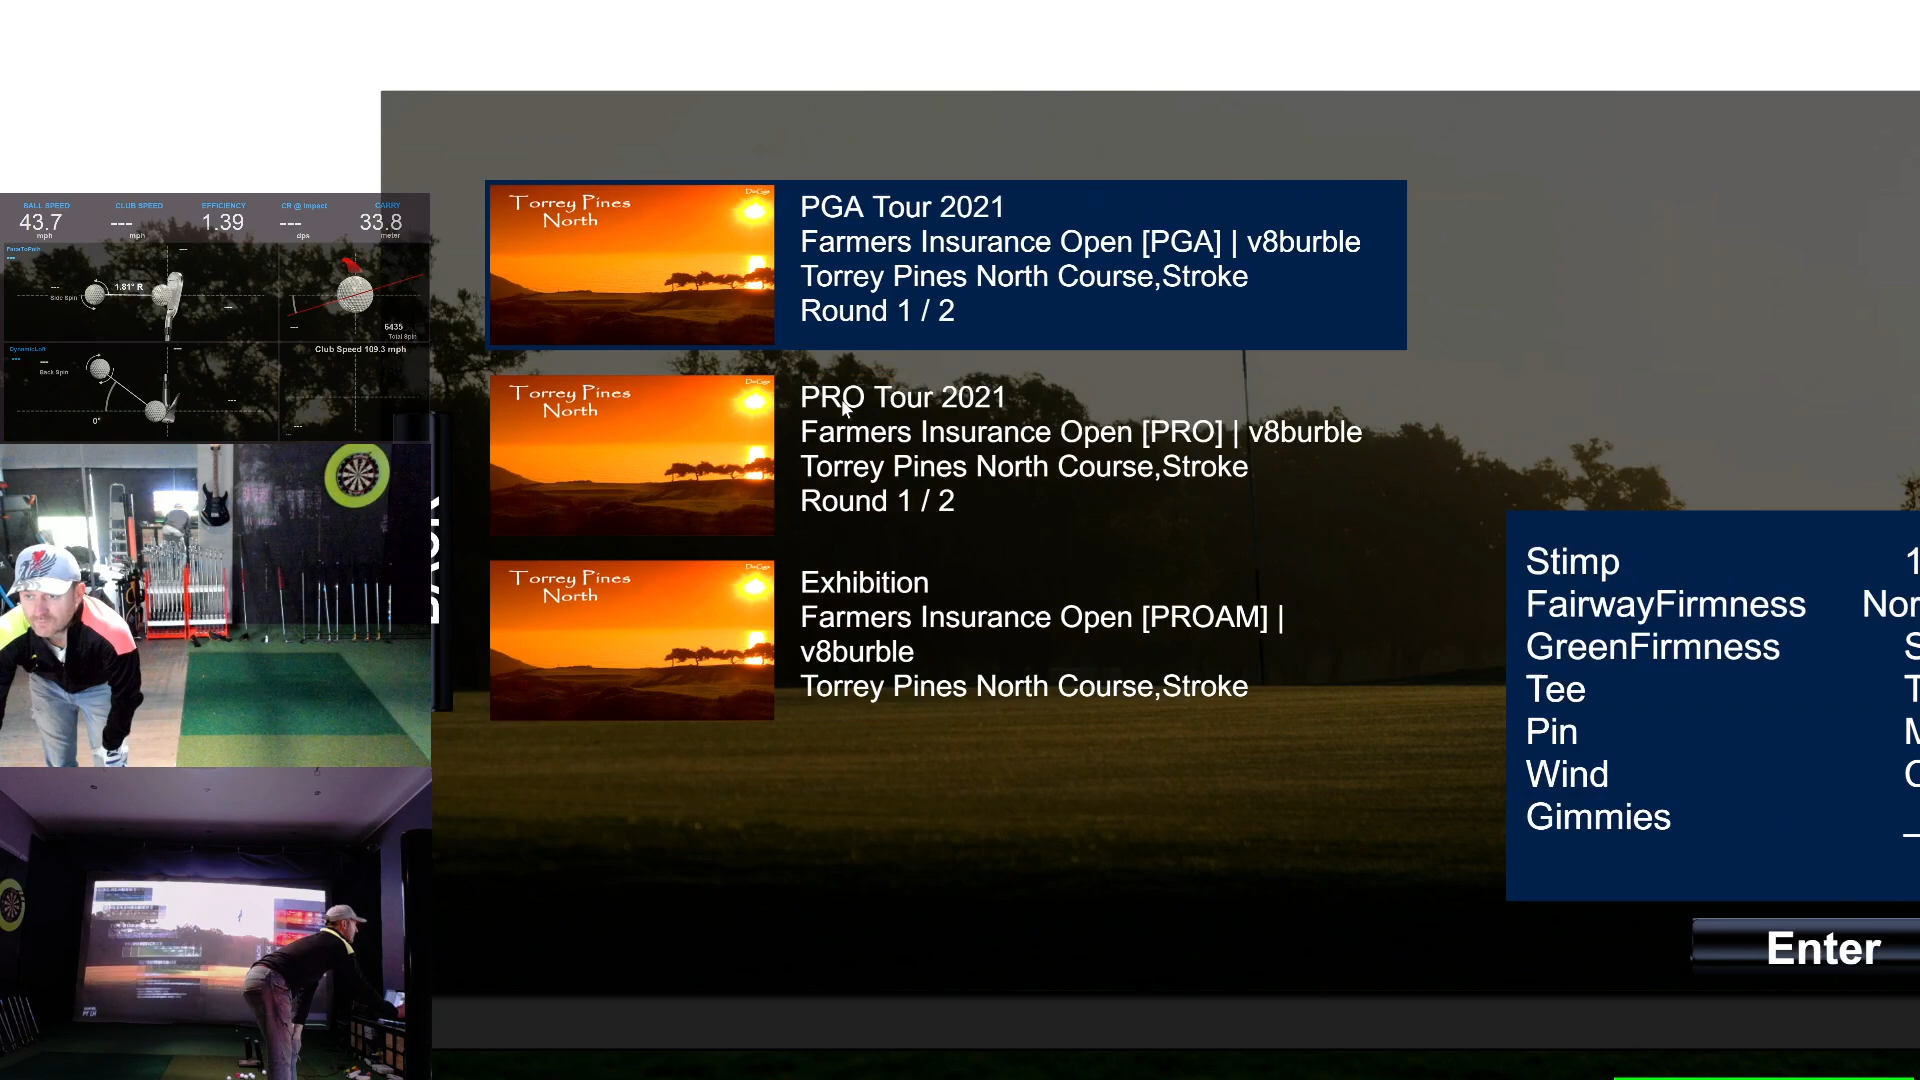 BALL SPEED
43.7
mph
CLUB SPEED
---
mph
EFFICIENCY
1.39
CR @ Impact
---
dps
CARRY
33.8
meter
FaceToPath
---
---
Side Spin
1.81° R
---
---
---
6435
Total Spin
DynamicLoft
---
---
Back Spin
---
---
0°
Club Speed 109.3 mph
---
Torrey Pines
North
PGA Tour 2021
Farmers Insurance Open [PGA] | v8burble
Torrey Pines North Course,Stroke
Round 1 / 2
Torrey Pines
North
PRO Tour 2021
Farmers Insurance Open [PRO] | v8burble
Torrey Pines North Course,Stroke
Round 1 / 2
Torrey Pines
North
Exhibition
Farmers Insurance Open [PROAM] |
v8burble
Torrey Pines North Course,Stroke
Stimp 1
FairwayFirmness Nor
GreenFirmness S
Tee T
Pin M
Wind C
Gimmies
Enter